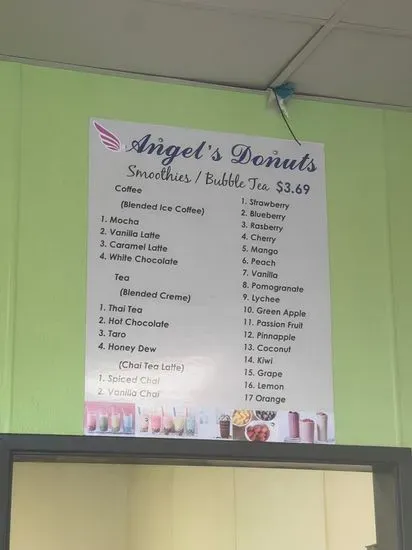 Angel's Donuts
Smoothies / Bubble Tea $3.69
Coffee
(Blended Ice Coffee)
1. Mocha
2. Vanilla Latte
3. Caramel Latte
4. White Chocolate
Tea
(Blended Creme)
1. Thai Tea
2. Hot Chocolate
3. Taro
4. Honey Dew
(Chai Tea Latte)
1. Spiced Chai
2. Vanilla Chai
1. Strawberry
2. Blueberry
3. Rasberry
4. Cherry
5. Mango
6. Peach
7. Vanilla
8. Pomogranate
9. Lychee
10. Green Apple
11. Passion Fruit
12. Pinnapple
13. Coconut
14. Kiwi
15. Grape
16. Lemon
17 Orange